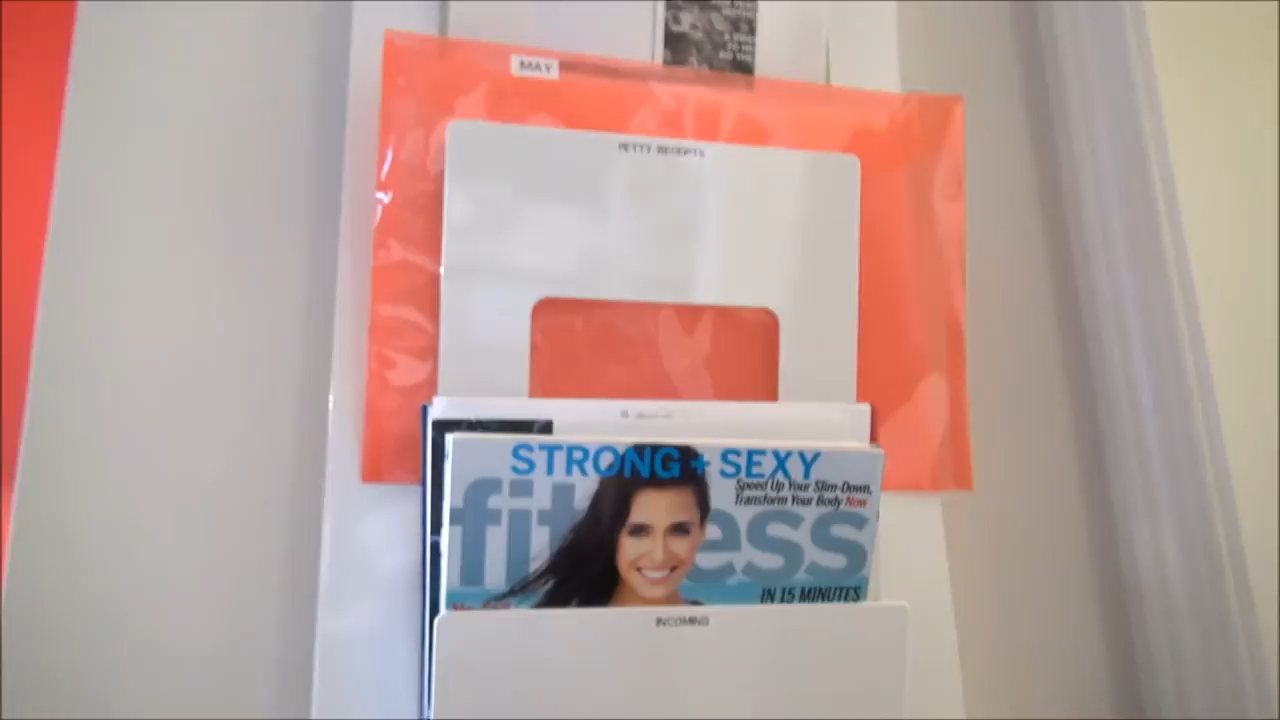 MAY
PETTY RECEIPTS
STRONG + SEXY
Speed Up Your Slim-Down,
Transform Your Body Now
fitness
IN 15 MINUTES
INCOMING